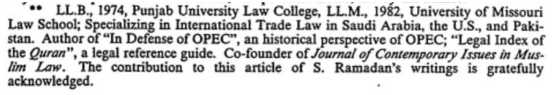 ** LL.B., 1974, Punjab University Law College, LL.M., 1982, University of Missouri
Law School; Specializing in International Trade Law in Saudi Arabia, the U.S., and Paki-
stan. Author of "In Defense of OPEC", an historical perspective of OPEC; "Legal Index of
the Quran", a legal reference guide. Co-founder of Journal of Contemporary Issues in Mus-
lim Law. The contribution to this article of S. Ramadan's writings is gratefully
acknowledged.